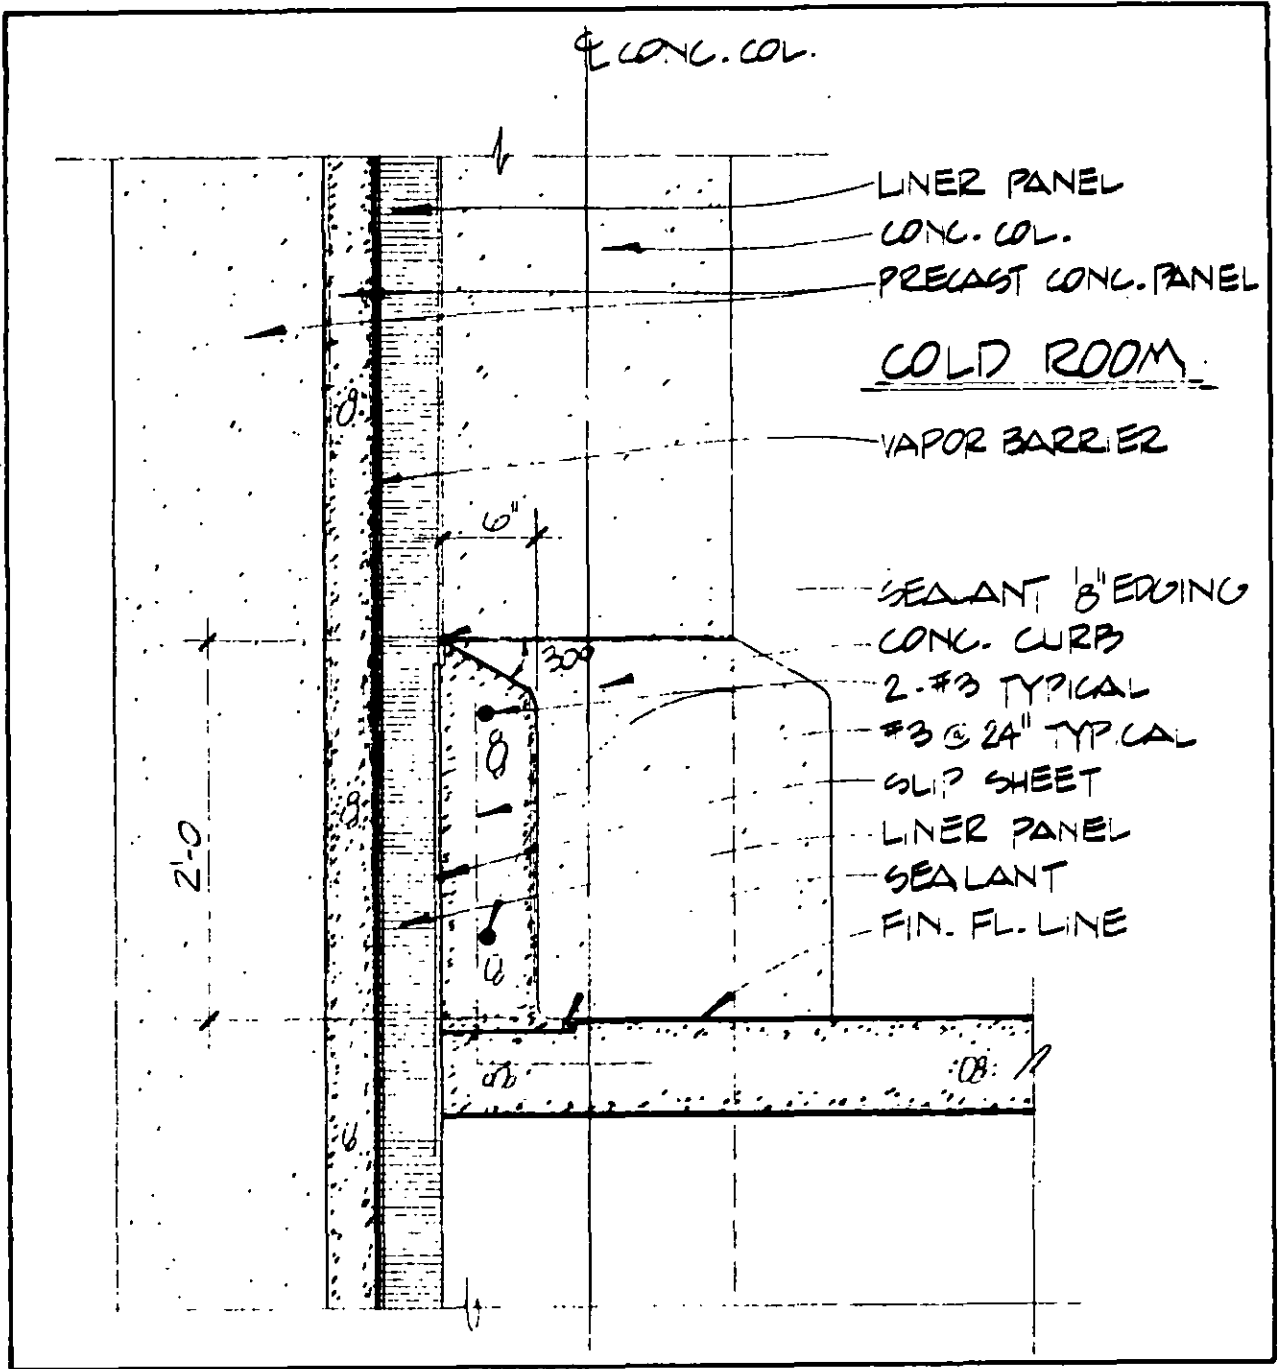 ℄ CONC. COL.
LINER PANEL
CONC. COL.
PRECAST CONC. PANEL
COLD ROOM
VAPOR BARRIER
6"
SEALANT 8" EDGING
CONC. CURB
30°
2-#3 TYPICAL
#3 @ 24" TYPICAL
SLIP SHEET
2'-0
LINER PANEL
SEALANT
FIN. FL. LINE